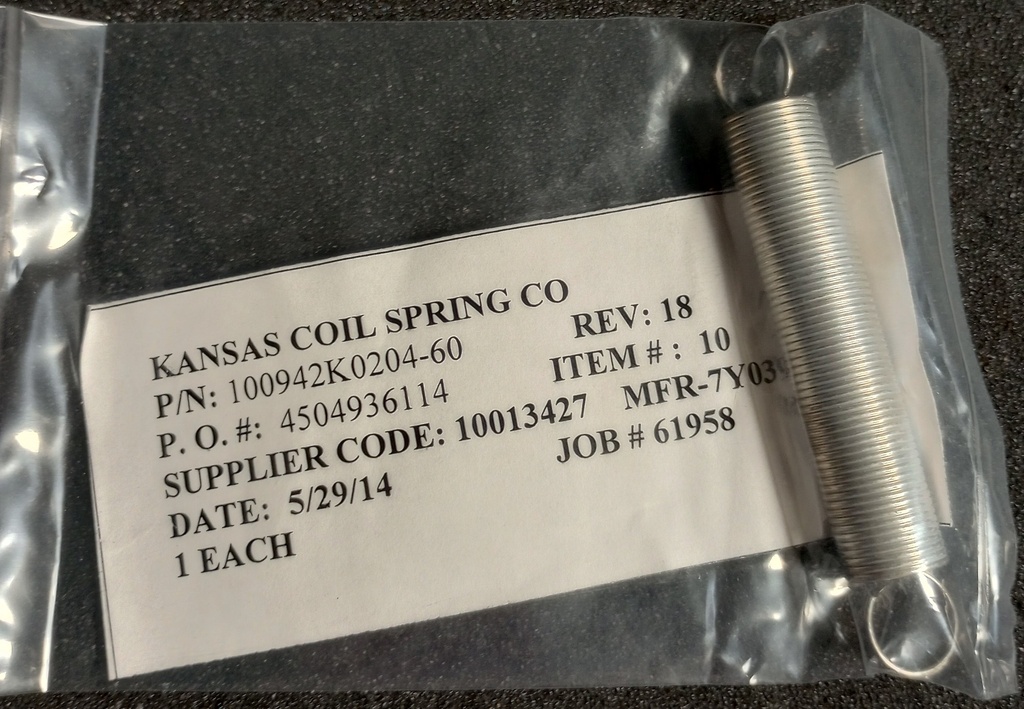 KANSAS COIL SPRING CO
P/N: 100942K0204-60 REV: 18
P. O. #: 4504936114 ITEM # : 10
SUPPLIER CODE: 10013427
DATE: 5/29/14 JOB # 61958
1 EACH